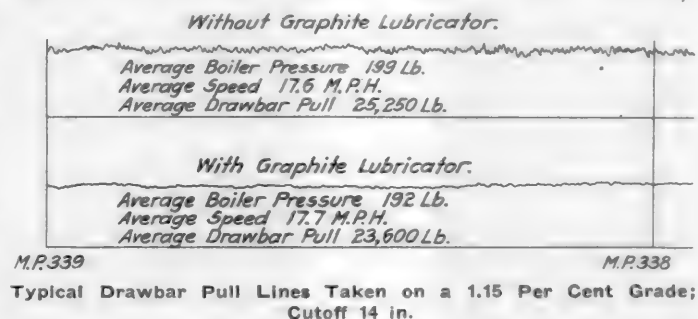 Without Graphite Lubricator.
Average Boiler Pressure 199 Lb.
Average Speed 17.6 M.P.H.
Average Drawbar Pull 25,250 Lb.
With Graphite Lubricator.
Average Boiler Pressure 192 Lb.
Average Speed 17.7 M.P.H.
Average Drawbar Pull 23,600 Lb.
M.P.339 M.P.338
Typical Drawbar Pull Lines Taken on a 1.15 Per Cent Grade;
Cutoff 14 in.